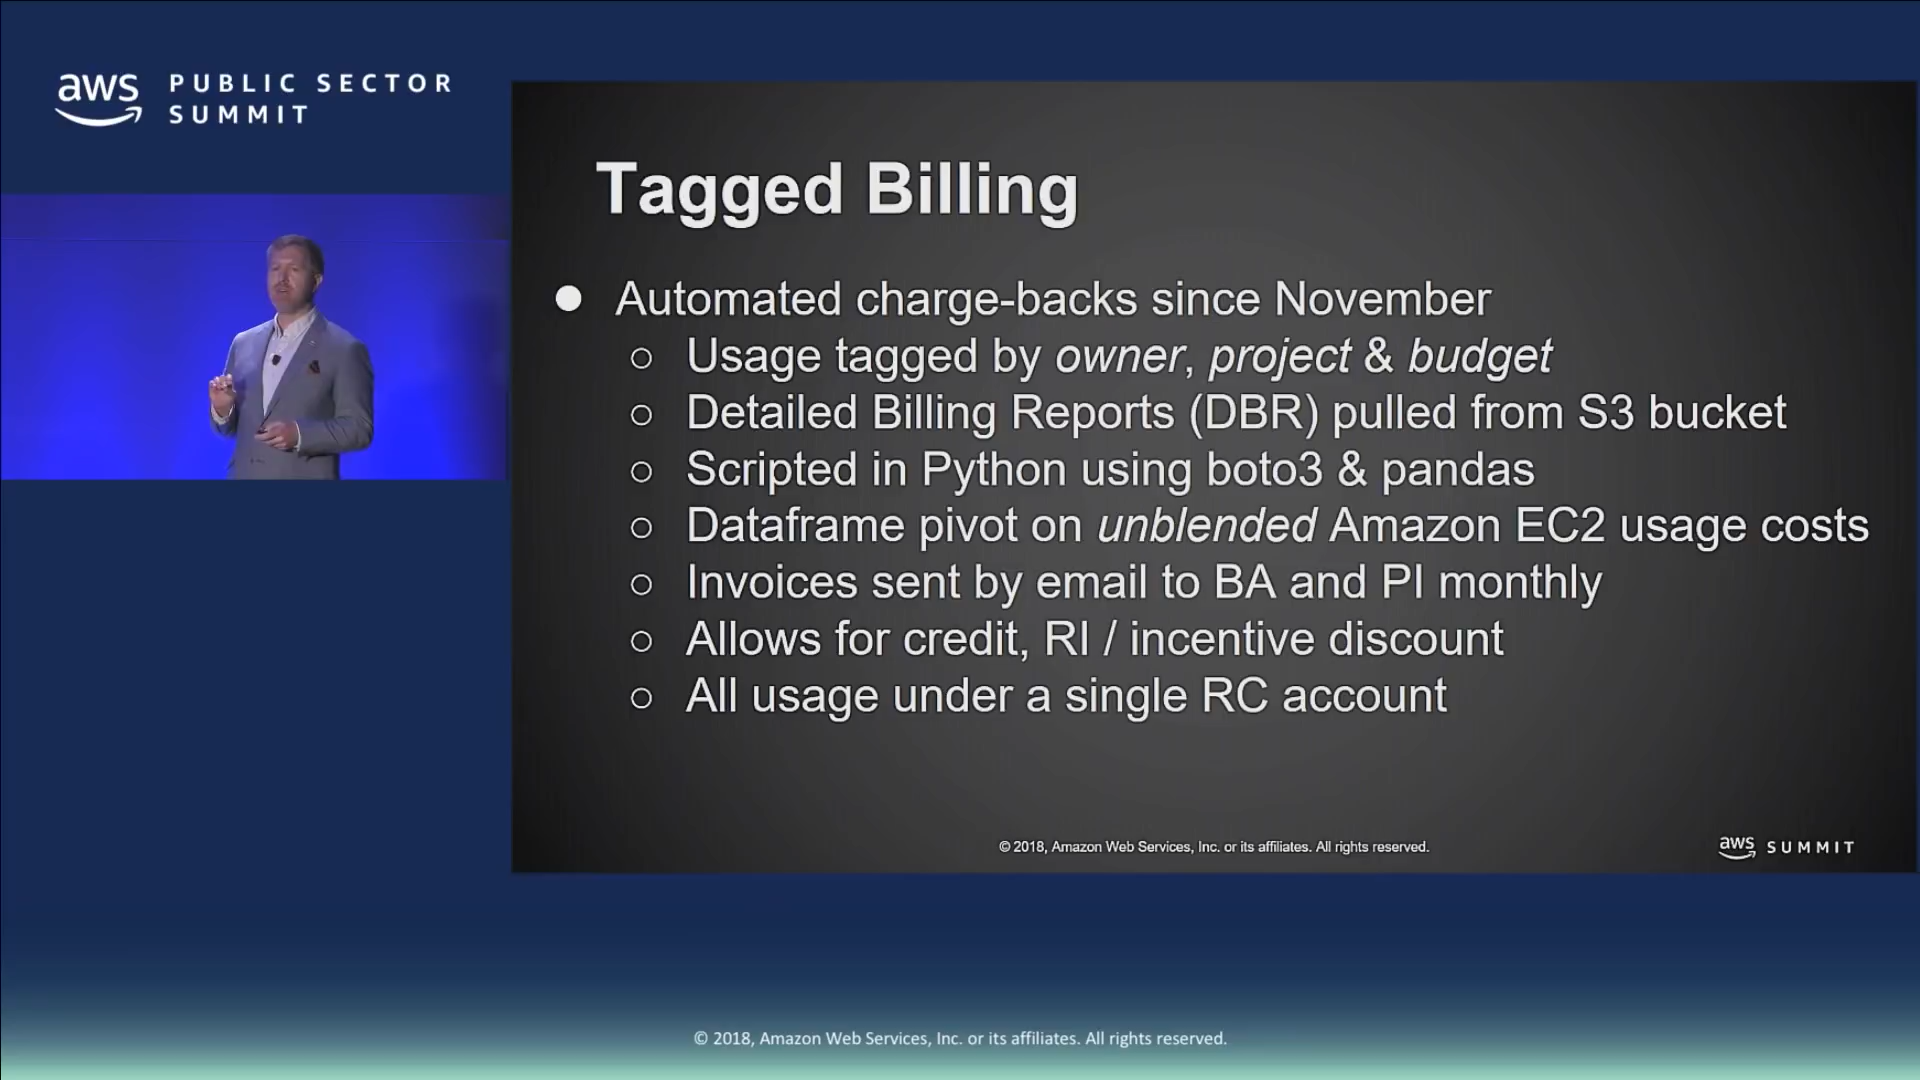 aws PUBLIC SECTOR
SUMMIT
Tagged Billing
● Automated charge-backs since November
○ Usage tagged by owner, project & budget
○ Detailed Billing Reports (DBR) pulled from S3 bucket
○ Scripted in Python using boto3 & pandas
○ Dataframe pivot on unblended Amazon EC2 usage costs
○ Invoices sent by email to BA and PI monthly
○ Allows for credit, RI / incentive discount
○ All usage under a single RC account
© 2018, Amazon Web Services, Inc. or its affiliates. All rights reserved.
aws SUMMIT
© 2018, Amazon Web Services, Inc. or its affiliates. All rights reserved.